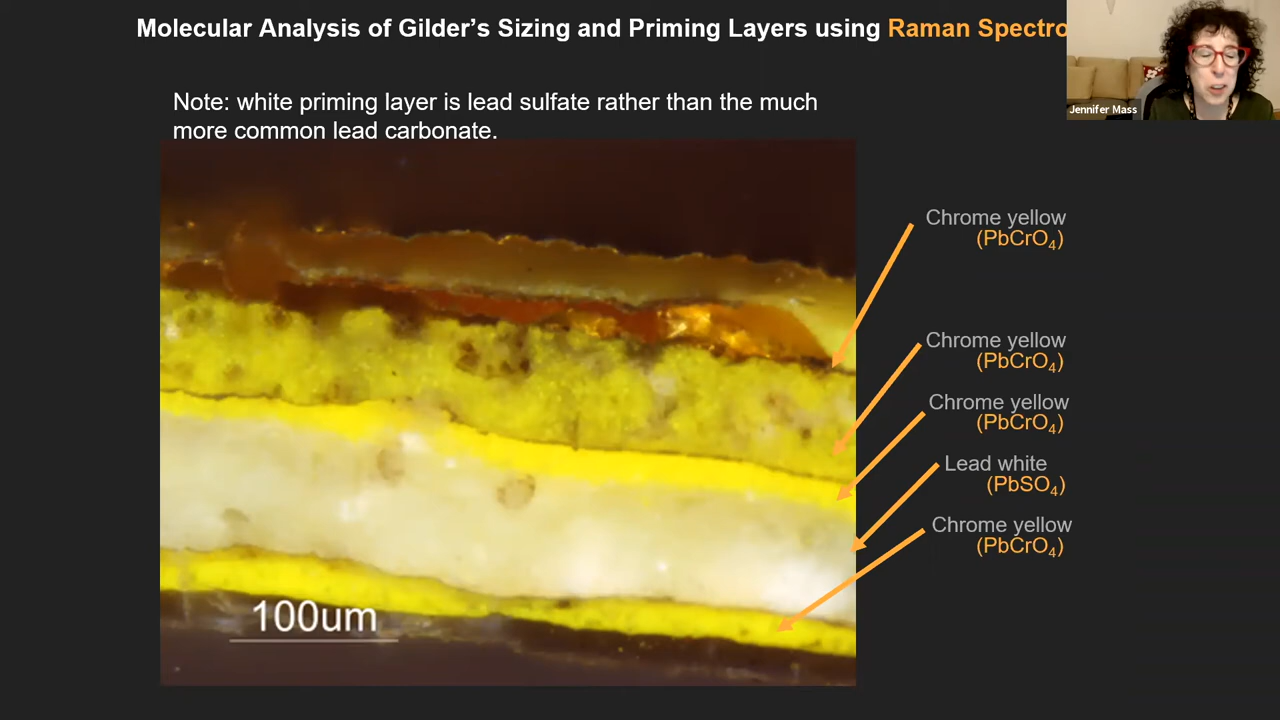 Molecular Analysis of Gilder's Sizing and Priming Layers using Raman
Jennifer Mass
Note: white priming layer is lead sulfate rather than the much
more common lead carbonate.
Chrome yellow
(PbCrO₄)
Chrome yellow
(PbCrO₄)
Chrome yellow
(PbCrO₄)
Lead white
(PbSO₄)
Chrome yellow
(PbCrO₄)
100um